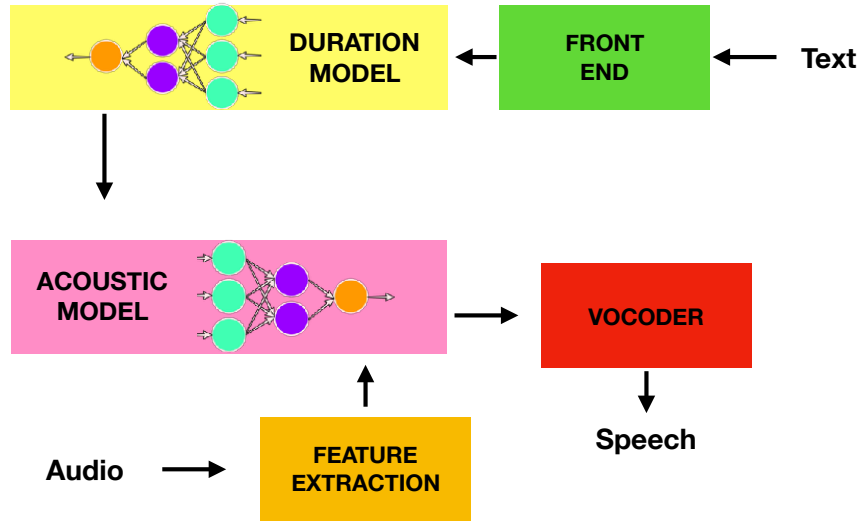 DURATION
MODEL
FRONT
END
Text
ACOUSTIC
MODEL
VOCODER
Speech
Audio
FEATURE
EXTRACTION